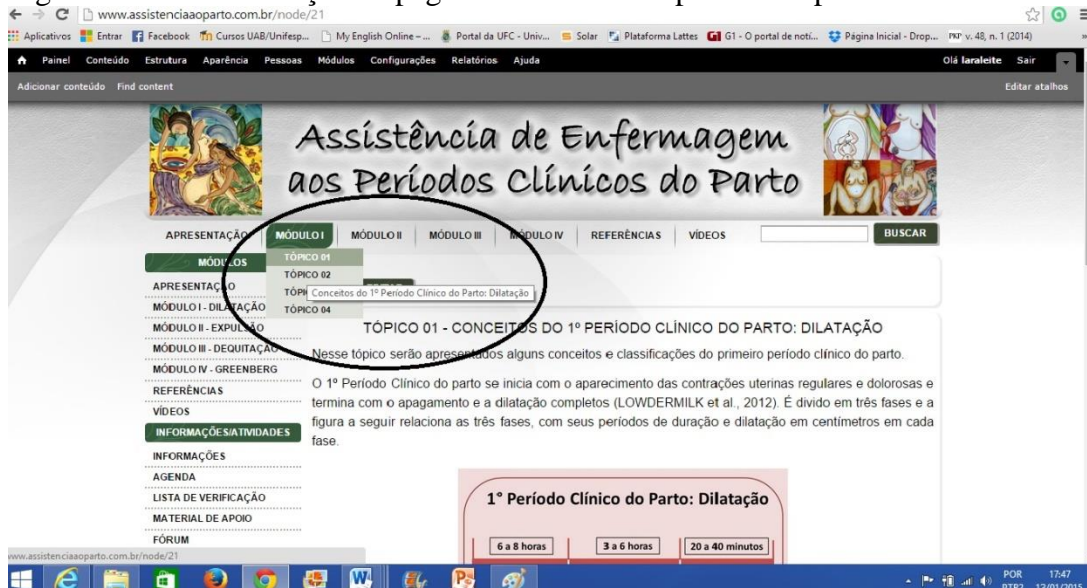 www.assistenciaaoparto.com.br/node/21
Aplicativos Entrar Facebook Cursos UAB/Unifesp... My English Online – ... Portal da UFC - Univ... Solar Plataforma Lattes G1 - O portal de notí... Página Inicial - Drop... PKP v. 48, n. 1 (2014) »
Painel Conteúdo Estrutura Aparência Pessoas Módulos Configurações Relatórios Ajuda Olá laraleite Sair
Adicionar conteúdo Find content Editar atalhos
Assistência de Enfermagem
aos Períodos Clínicos do Parto
APRESENTAÇÃO MÓDULO I MÓDULO II MÓDULO III MÓDULO IV REFERÊNCIAS VÍDEOS BUSCAR
TÓPICO 01
TÓPICO 02
Conceitos do 1º Período Clínico do Parto: Dilatação
TÓPICO 04
MÓDULOS
APRESENTAÇÃO
MÓDULO I - DILATAÇÃO
MÓDULO II - EXPULSÃO
MÓDULO III - DEQUITAÇÃO
MÓDULO IV - GREENBERG
REFERÊNCIAS
VÍDEOS
INFORMAÇÕES/ATIVIDADES
INFORMAÇÕES
AGENDA
LISTA DE VERIFICAÇÃO
MATERIAL DE APOIO
FÓRUM
TÓPICO 01 - CONCEITOS DO 1º PERÍODO CLÍNICO DO PARTO: DILATAÇÃO
Nesse tópico serão apresentados alguns conceitos e classificações do primeiro período clínico do parto.
O 1º Período Clínico do parto se inicia com o aparecimento das contrações uterinas regulares e dolorosas e
termina com o apagamento e a dilatação completos (LOWDERMILK et al., 2012). É divido em três fases e a
figura a seguir relaciona as três fases, com seus períodos de duração e dilatação em centímetros em cada
fase.
1° Período Clínico do Parto: Dilatação
6 a 8 horas 3 a 6 horas 20 a 40 minutos
www.assistenciaaoparto.com.br/node/21
POR 17:47
PTB2 12/01/2015